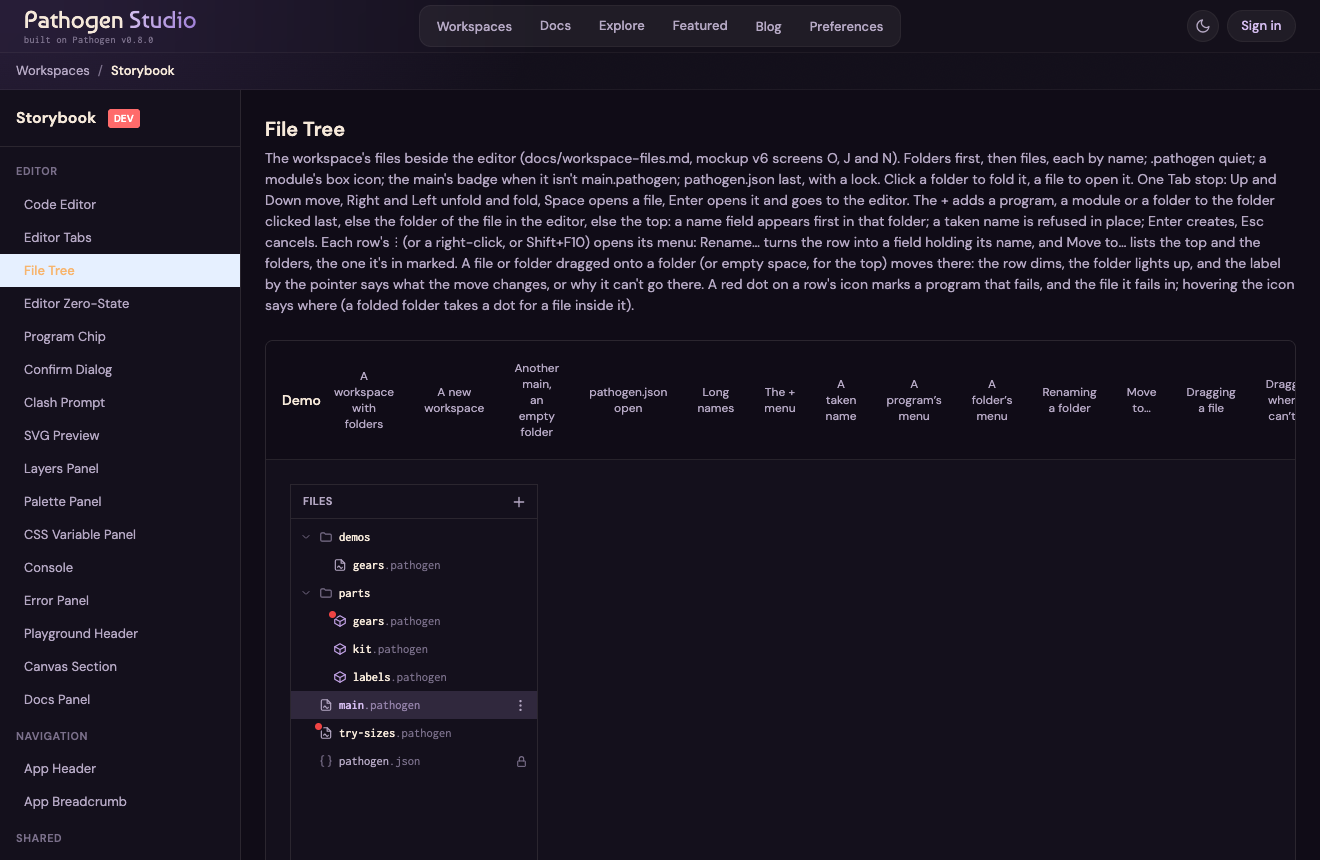 Pathogen Studio
built on Pathogen v0.8.0
Workspaces
Docs
Explore
Featured
Blog
Preferences
Sign in
Workspaces / Storybook
Storybook
DEV
EDITOR
Code Editor
Editor Tabs
File Tree
Editor Zero-State
Program Chip
Confirm Dialog
Clash Prompt
SVG Preview
Layers Panel
Palette Panel
CSS Variable Panel
Console
Error Panel
Playground Header
Canvas Section
Docs Panel
NAVIGATION
App Header
App Breadcrumb
SHARED
File Tree
The workspace's files beside the editor (docs/workspace-files.md, mockup v6 screens O, J and N). Folders first, then files, each by name; .pathogen quiet; a
module's box icon; the main's badge when it isn't main.pathogen; pathogen.json last, with a lock. Click a folder to fold it, a file to open it. One Tab stop: Up and
Down move, Right and Left unfold and fold, Space opens a file, Enter opens it and goes to the editor. The + adds a program, a module or a folder to the folder
clicked last, else the folder of the file in the editor, else the top: a name field appears first in that folder; a taken name is refused in place; Enter creates, Esc
cancels. Each row's ⋮ (or a right-click, or Shift+F10) opens its menu: Rename… turns the row into a field holding its name, and Move to… lists the top and the
folders, the one it's in marked. A file or folder dragged onto a folder (or empty space, for the top) moves there: the row dims, the folder lights up, and the label
by the pointer says what the move changes, or why it can't go there. A red dot on a row's icon marks a program that fails, and the file it fails in; hovering the icon
says where (a folded folder takes a dot for a file inside it).
Demo
A
workspace
with
folders
A new
workspace
Another
main,
an
empty
folder
pathogen.json
open
Long
names
The +
menu
A
taken
name
A
program's
menu
A
folder's
menu
Renaming
a folder
Move
to…
Dragging
a file
can't
FILES
demos
gears.pathogen
parts
gears.pathogen
kit.pathogen
labels.pathogen
main.pathogen
try-sizes.pathogen
{} pathogen.json